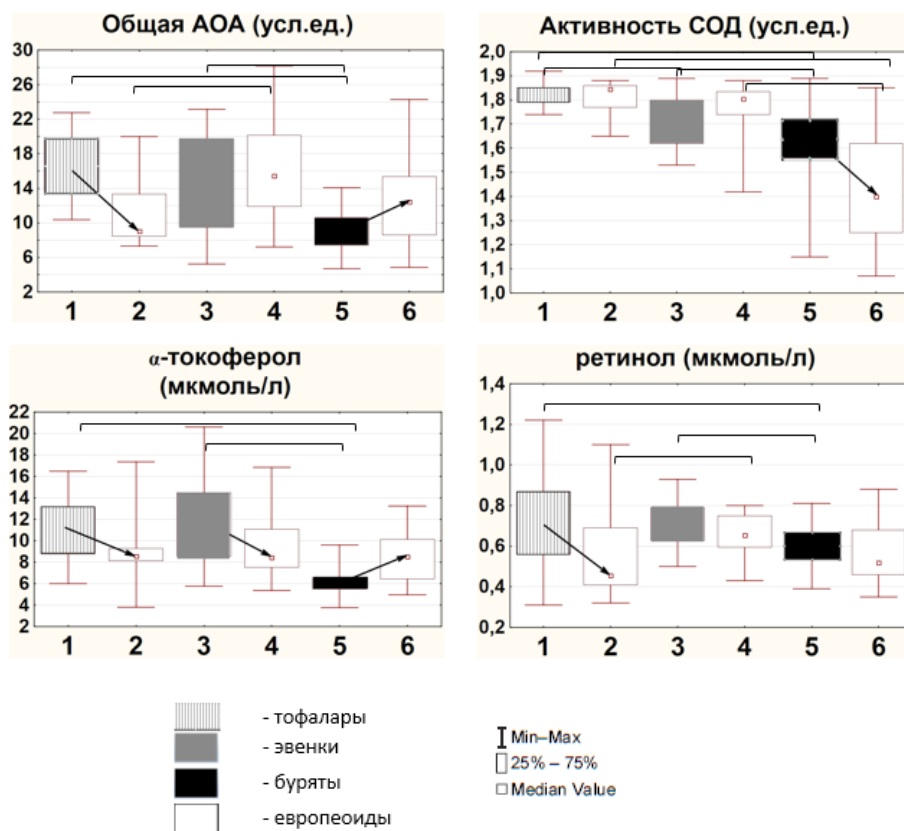 Общая АОА (усл.ед.)
30
26
22
18
14
10
6
2
1 2 3 4 5 6
Активность СОД (усл.ед.)
2,0
1,9
1,8
1,7
1,6
1,5
1,4
1,3
1,2
1,1
1,0
1 2 3 4 5 6
α-токоферол
(мкмоль/л)
22
20
18
16
14
12
10
8
6
4
2
1 2 3 4 5 6
ретинол (мкмоль/л)
1,4
1,2
1,0
0,8
0,6
0,4
0,2
1 2 3 4 5 6
- тофалары
- эвенки
- буряты
- европеоиды
Min–Max
25% – 75%
Median Value